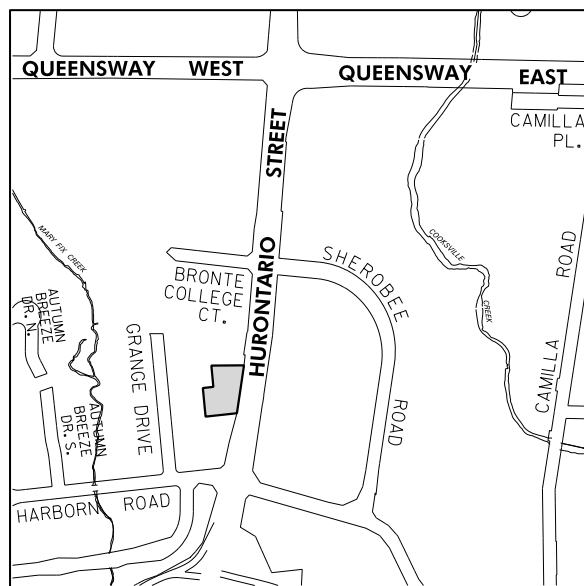 QUEENSWAY WEST
QUEENSWAY EAST
CAMILLA
PL.
STREET
HURONTARIO
MARY FIX CREEK
COOKSVILLE
CREEK
SHEROBEE
ROAD
ROAD
CAMILLA
BRONTE
COLLEGE
CT.
AUTUMN
BREEZE
DR. N.
GRANGE DRIVE
AUTUMN
BREEZE
DR. S.
HARBORN ROAD